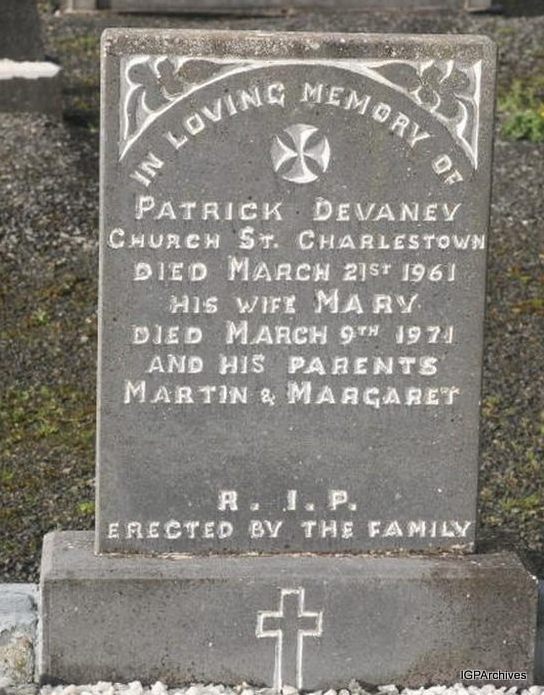 IN LOVING MEMORY OF
PATRICK DEVANEY
CHURCH ST. CHARLESTOWN
DIED MARCH 21ST 1961
HIS WIFE MARY
DIED MARCH 9TH 1971
AND HIS PARENTS
MARTIN & MARGARET
R. I. P.
ERECTED BY THE FAMILY
IGPArchives